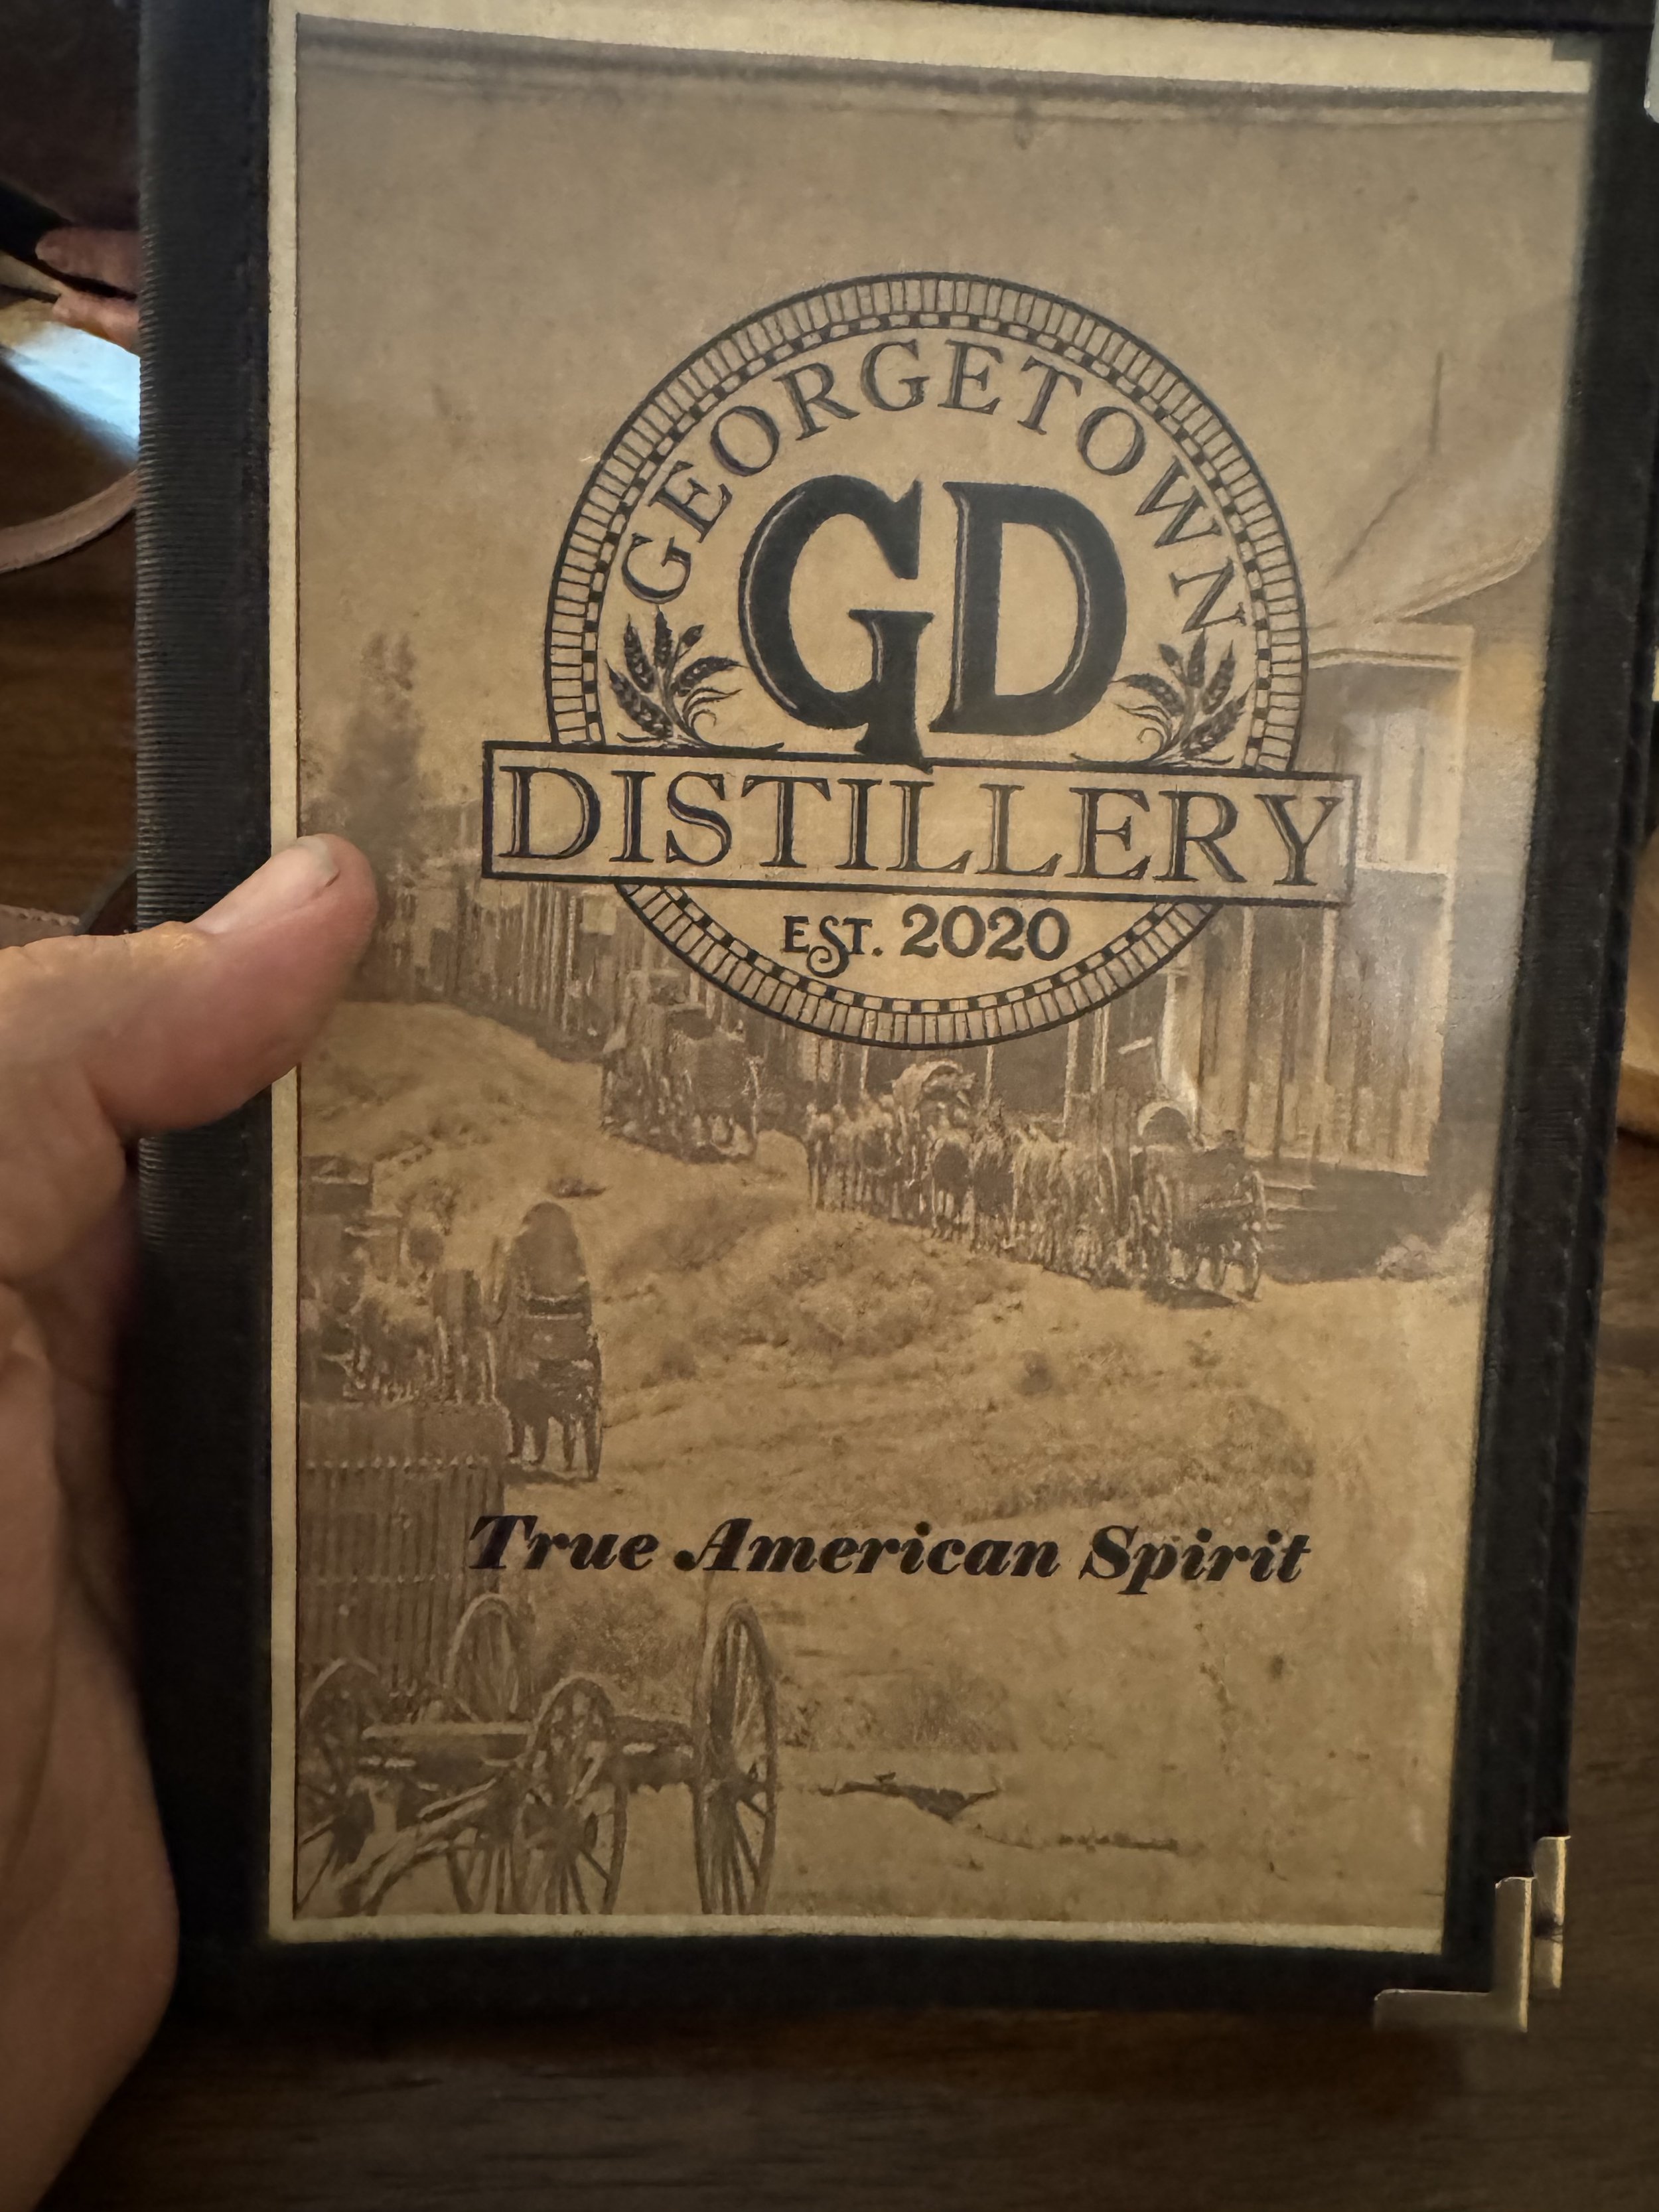 GEORGETOWN
GD
DISTILLERY
EST. 2020
True American Spirit